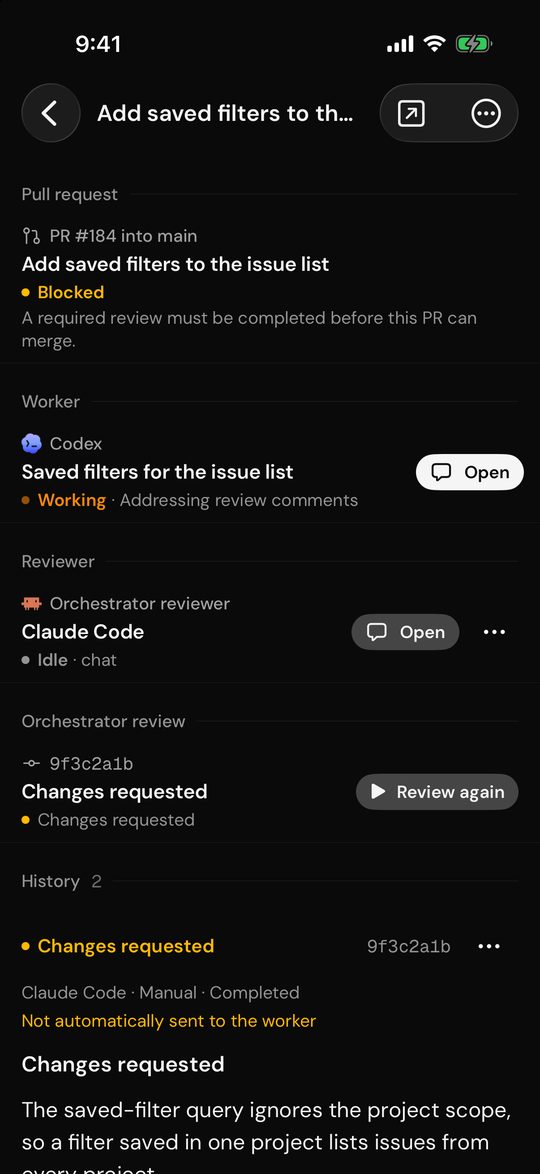 9:41
Add saved filters to th...
Pull request
PR #184 into main
Add saved filters to the issue list
Blocked
A required review must be completed before this PR can
merge.
Worker
Codex
Saved filters for the issue list
Open
Working · Addressing review comments
Reviewer
Orchestrator reviewer
Claude Code
Open
Idle · chat
Orchestrator review
9f3c2a1b
Changes requested
Review again
Changes requested
History 2
Changes requested 9f3c2a1b
Claude Code · Manual · Completed
Not automatically sent to the worker
Changes requested
The saved-filter query ignores the project scope,
so a filter saved in one project lists issues from
every project